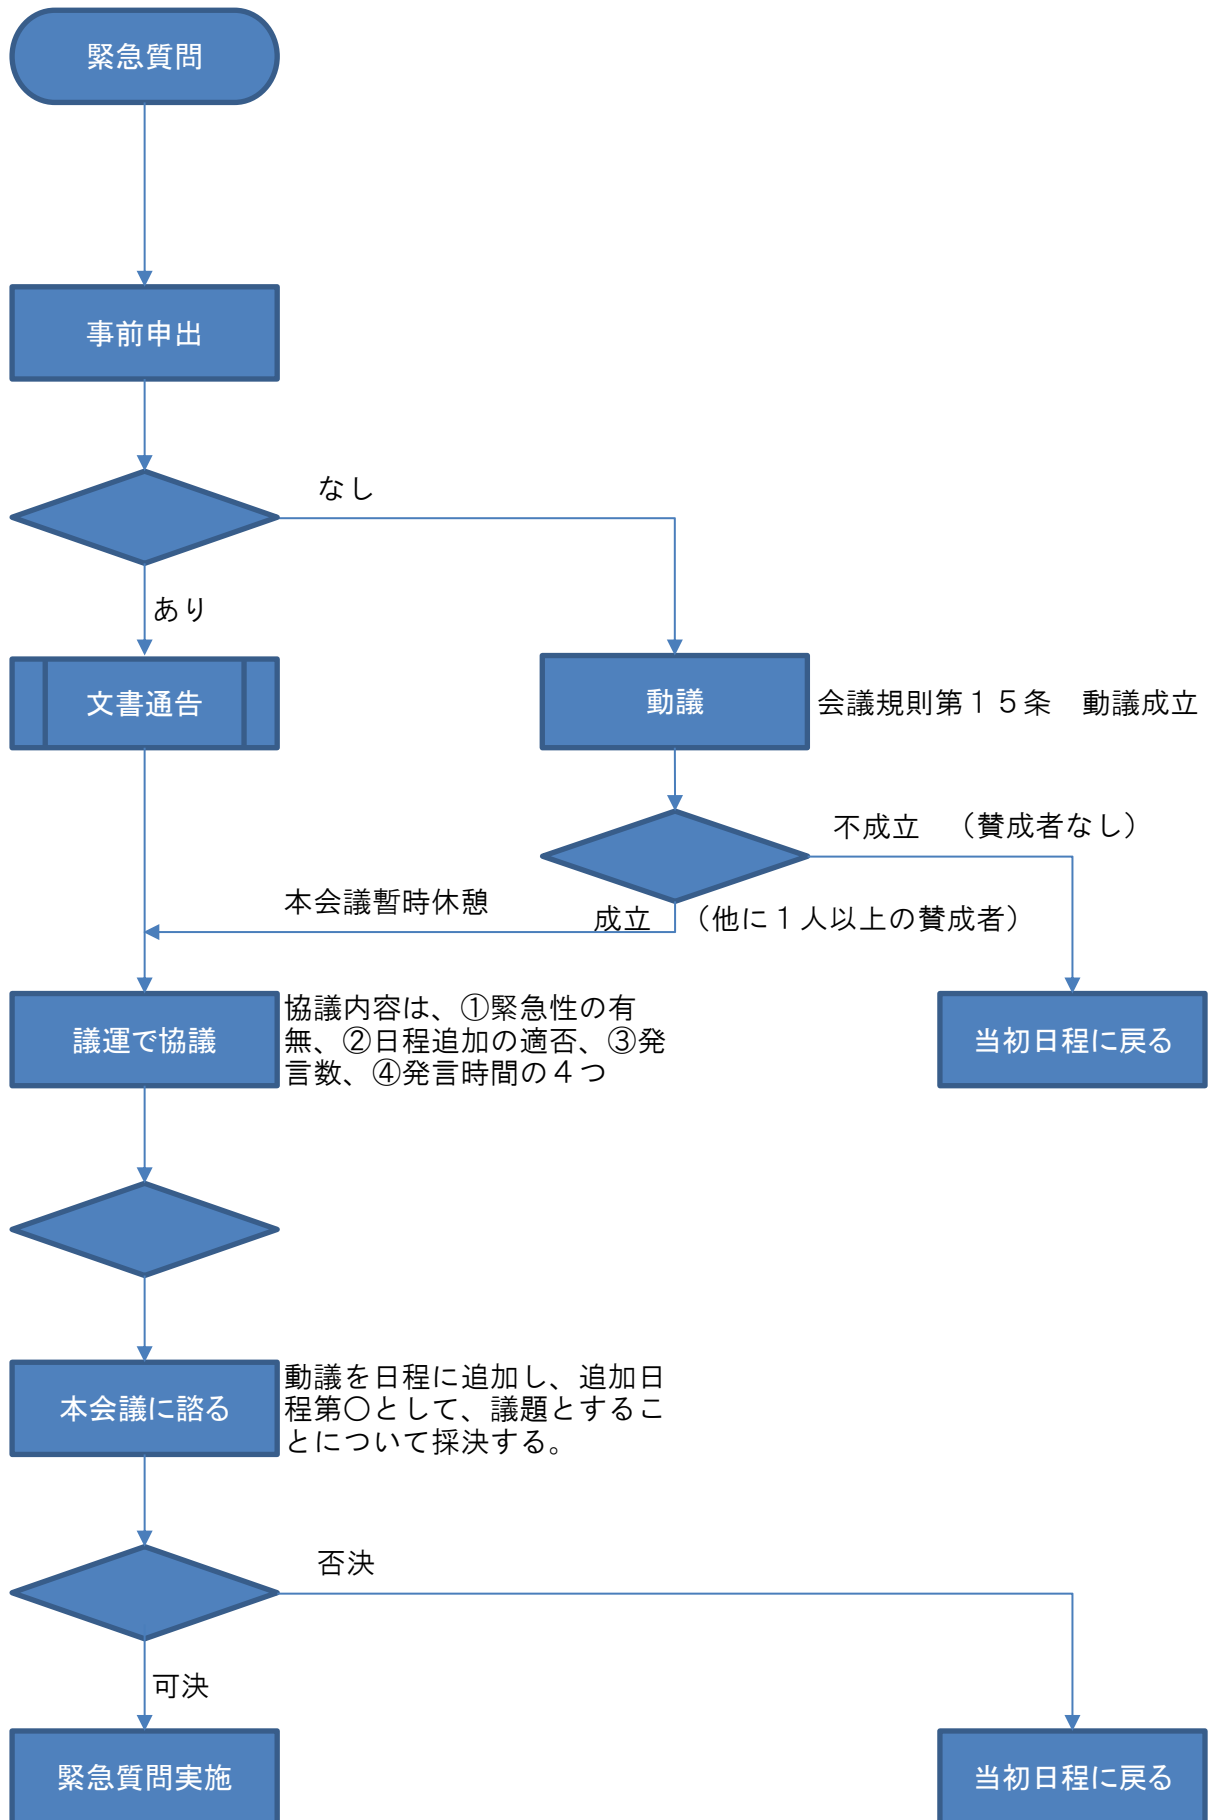 緊急質問
事前申出
なし
あり
文書通告
動議
会議規則第１５条　動議成立
不成立　（賛成者なし）
本会議暫時休憩
成立　（他に１人以上の賛成者）
議運で協議
協議内容は、①緊急性の有
無、②日程追加の適否、③発
言数、④発言時間の４つ
当初日程に戻る
本会議に諮る
動議を日程に追加し、追加日
程第〇として、議題とするこ
とについて採決する。
否決
可決
緊急質問実施
当初日程に戻る